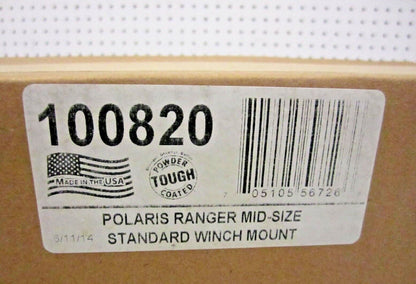 100820
MADE IN THE USA
POWDER
TOUGH
COATED
7 05105 56726
POLARIS RANGER MID-SIZE
5/11/14 STANDARD WINCH MOUNT